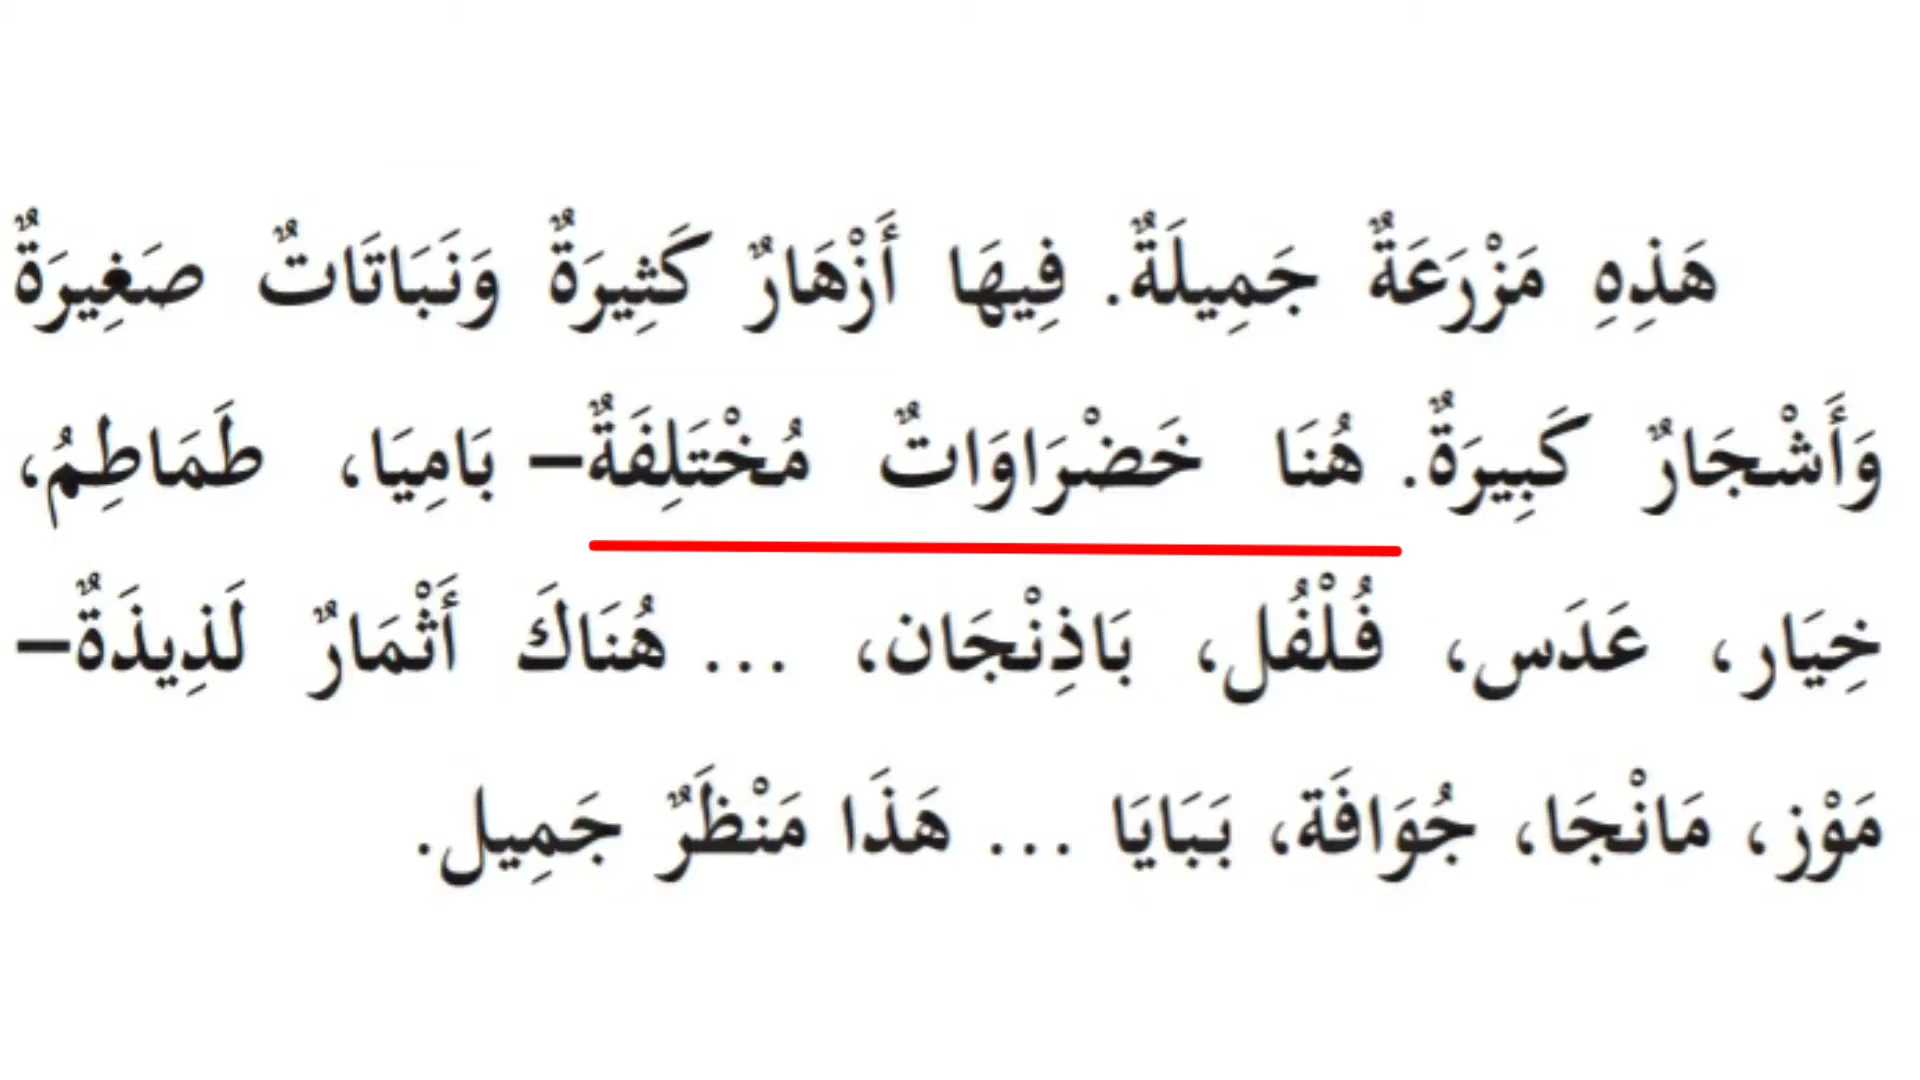 هَذِهِ مَزْرَعَةٌ جَمِيلَةٌ. فِيهَا أَزْهَارٌ كَثِيرَةٌ وَنَبَاتَاتٌ صَغِيرَةٌ
وَأَشْجَارٌ كَبِيرَةٌ. هُنَا خَضْرَاوَاتٌ مُخْتَلِفَةٌ– بَامِيَا، طَمَاطِمُ،
خِيَار، عَدَس، فُلْفُل، بَاذِنْجَان، ... هُنَاكَ أَثْمَارٌ لَذِيذَةٌ–
مَوْز، مَانْجَا، جُوَافَة، بَبَايَا ... هَذَا مَنْظَرٌ جَمِيل.